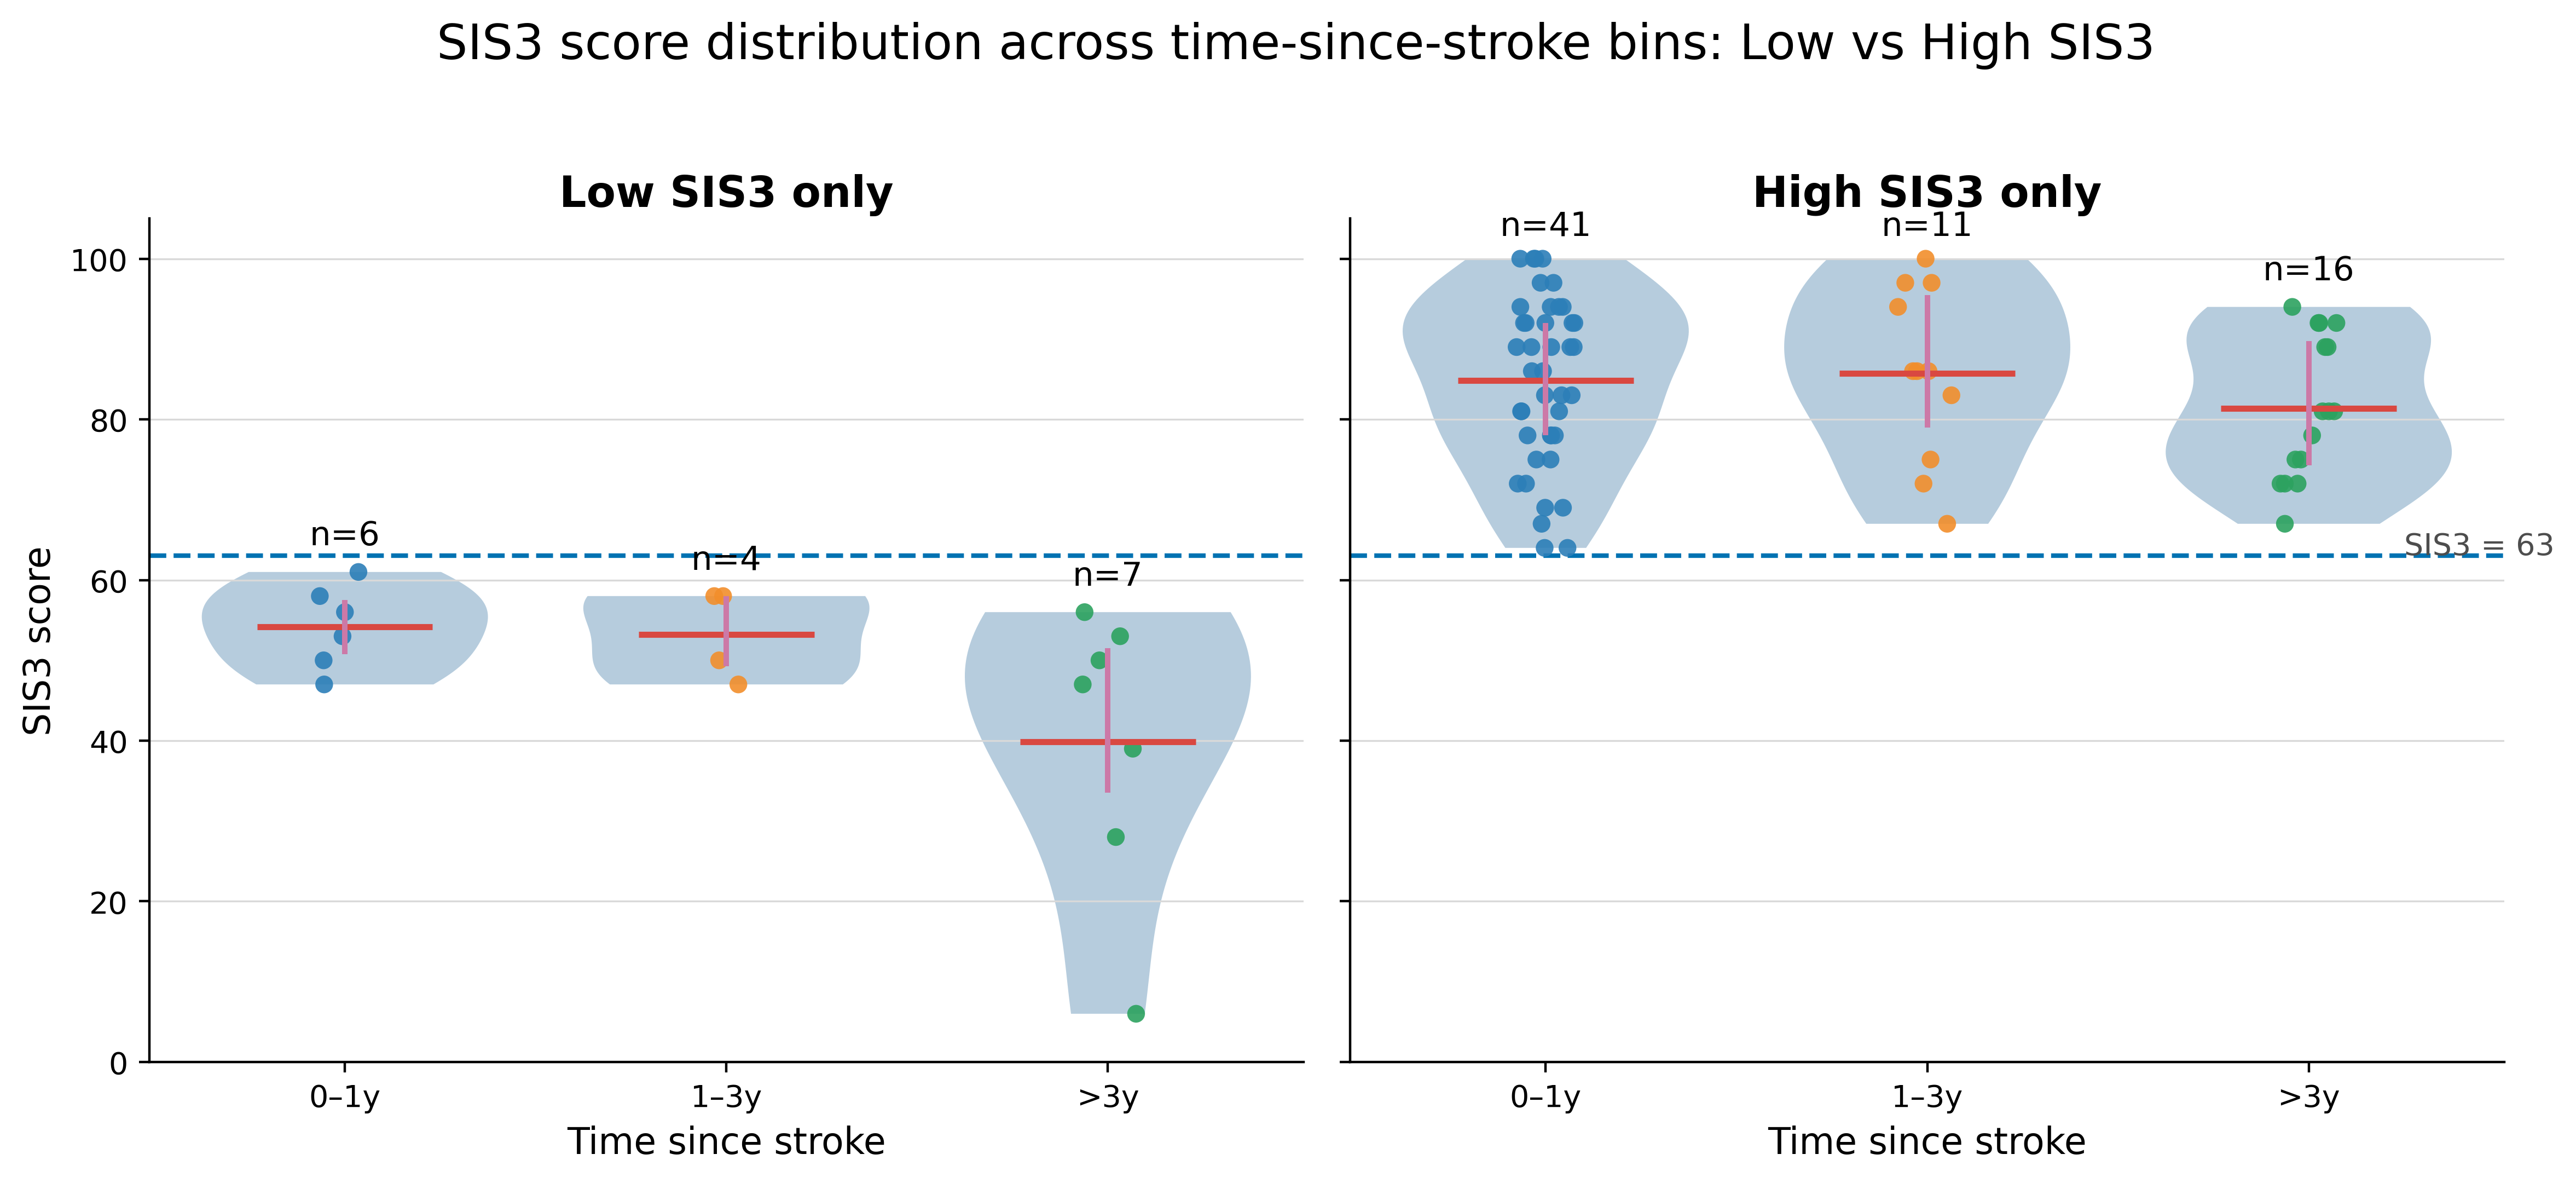 SIS3 score distribution across time-since-stroke bins: Low vs High SIS3
Low SIS3 only
SIS3 score
100
80
60
40
20
0
n=6
n=4
n=7
0–1y
1–3y
>3y
Time since stroke
High SIS3 only
n=41
n=11
n=16
SIS3 = 63
0–1y
1–3y
>3y
Time since stroke